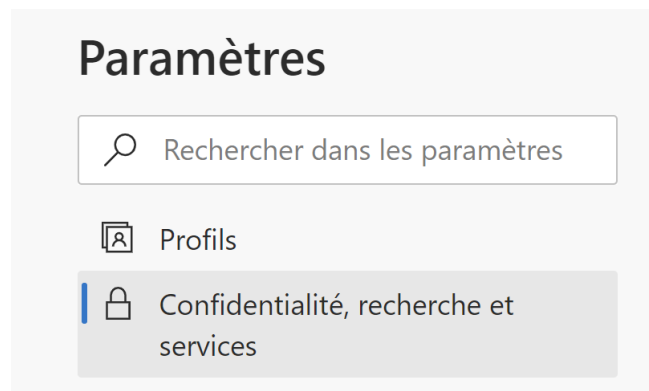 Paramètres
Rechercher dans les paramètres
Profils
Confidentialité, recherche et
services